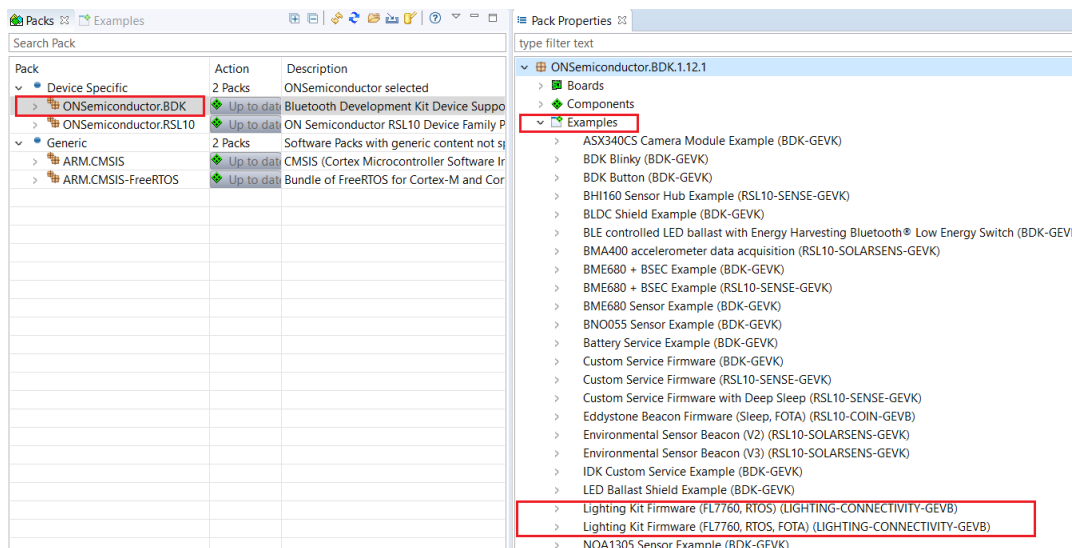 Packs Examples
Search Pack
Pack Action Description
Device Specific 2 Packs ONSemiconductor selected
ONSemiconductor.BDK Up to dat Bluetooth Development Kit Device Suppo
ONSemiconductor.RSL10 Up to dat ON Semiconductor RSL10 Device Family P
Generic 2 Packs Software Packs with generic content not sp
ARM.CMSIS Up to dat CMSIS (Cortex Microcontroller Software Ir
ARM.CMSIS-FreeRTOS Up to dat Bundle of FreeRTOS for Cortex-M and Cor
Pack Properties
type filter text
ONSemiconductor.BDK.1.12.1
Boards
Components
Examples
ASX340CS Camera Module Example (BDK-GEVK)
BDK Blinky (BDK-GEVK)
BDK Button (BDK-GEVK)
BHI160 Sensor Hub Example (RSL10-SENSE-GEVK)
BLDC Shield Example (BDK-GEVK)
BLE controlled LED ballast with Energy Harvesting Bluetooth® Low Energy Switch (BDK-GEV
BMA400 accelerometer data acquisition (RSL10-SOLARSENS-GEVK)
BME680 + BSEC Example (BDK-GEVK)
BME680 + BSEC Example (RSL10-SENSE-GEVK)
BME680 Sensor Example (BDK-GEVK)
BNO055 Sensor Example (BDK-GEVK)
Battery Service Example (BDK-GEVK)
Custom Service Firmware (BDK-GEVK)
Custom Service Firmware (RSL10-SENSE-GEVK)
Custom Service Firmware with Deep Sleep (RSL10-SENSE-GEVK)
Eddystone Beacon Firmware (Sleep, FOTA) (RSL10-COIN-GEVB)
Environmental Sensor Beacon (V2) (RSL10-SOLARSENS-GEVK)
Environmental Sensor Beacon (V3) (RSL10-SOLARSENS-GEVK)
IDK Custom Service Example (BDK-GEVK)
LED Ballast Shield Example (BDK-GEVK)
Lighting Kit Firmware (FL7760, RTOS) (LIGHTING-CONNECTIVITY-GEVB)
Lighting Kit Firmware (FL7760, RTOS, FOTA) (LIGHTING-CONNECTIVITY-GEVB)
NOA1305 Sensor Example (BDK-GEVK)